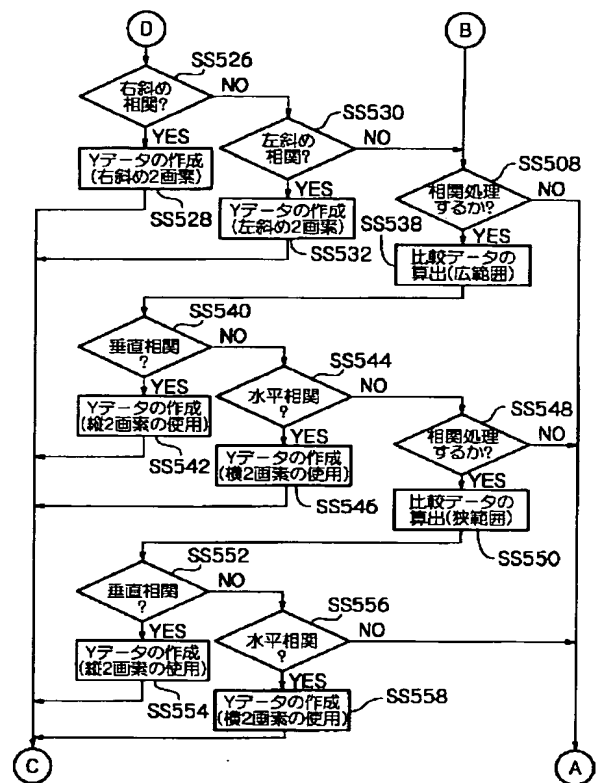 D
B
SS526
右斜め
相関?
NO
YES
SS530
左斜め
相関?
NO
YES
Yデータの作成
(右斜め2画素)
SS528
SS508
相関処理
するか?
NO
YES
Yデータの作成
(左斜め2画素)
SS532
SS538
比較データの
算出(広範囲)
SS540
垂直相関
?
NO
YES
SS544
水平相関
?
NO
YES
Yデータの作成
(縦2画素の使用)
SS542
SS548
相関処理
するか?
NO
YES
Yデータの作成
(横2画素の使用)
SS546
比較データの
算出(狭範囲)
SS550
SS552
垂直相関
?
NO
YES
SS556
水平相関
?
NO
YES
Yデータの作成
(縦2画素の使用)
SS554
Yデータの作成
(横2画素の使用)
SS558
C
A